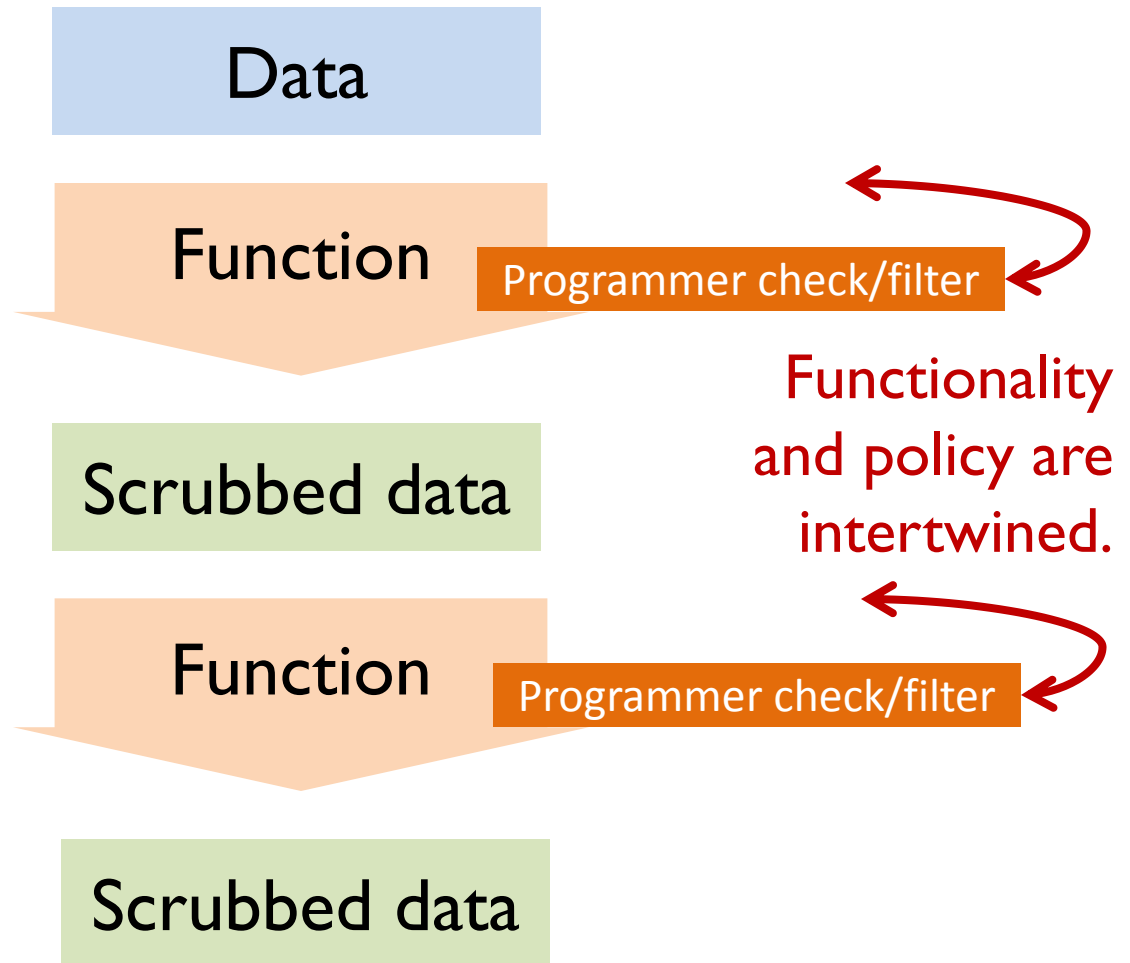 Data
Function
Programmer check/filter
Functionality
and policy are
intertwined.
Scrubbed data
Function
Programmer check/filter
Scrubbed data